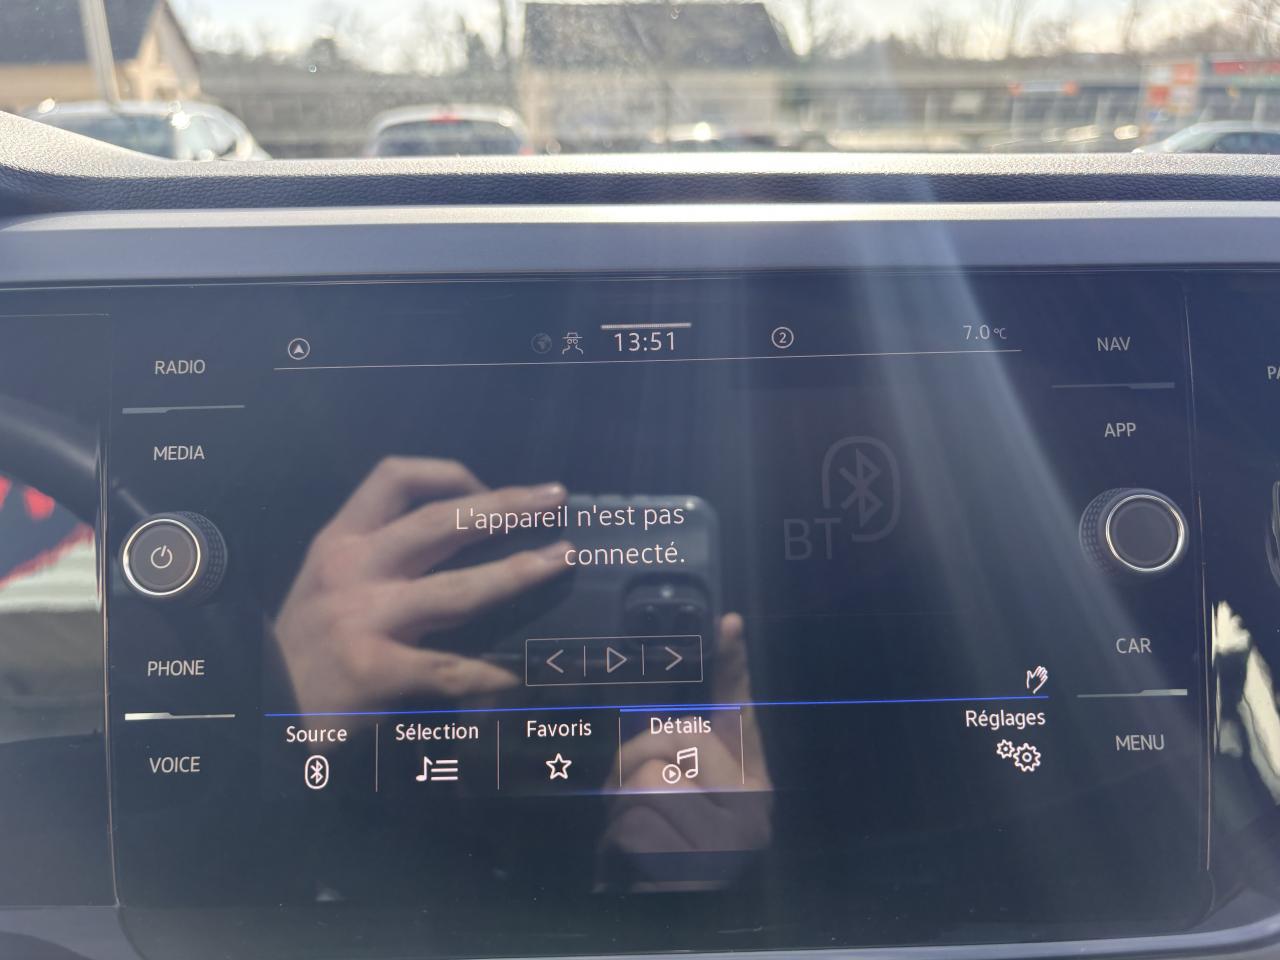 13:51
2
7.0°C
RADIO
NAV
MEDIA
APP
L'appareil n'est pas
connecté.
BT
PHONE
CAR
VOICE
MENU
Source
Sélection
Favoris
Détails
Réglages